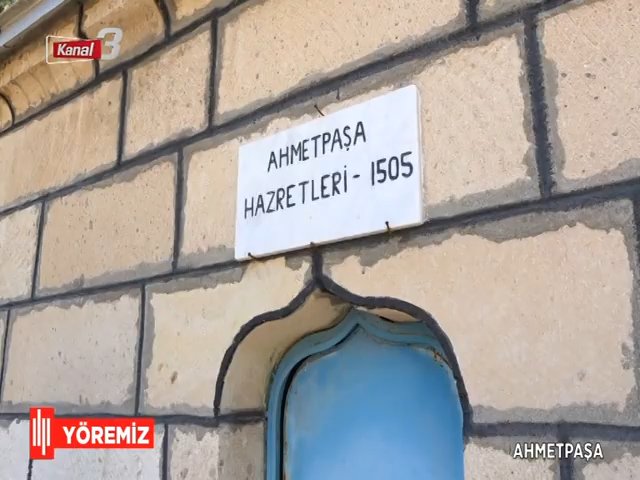 Kanal 3
AHMETPAŞA
HAZRETLERİ - 1505
YÖREMİZ
AHMETPAŞA